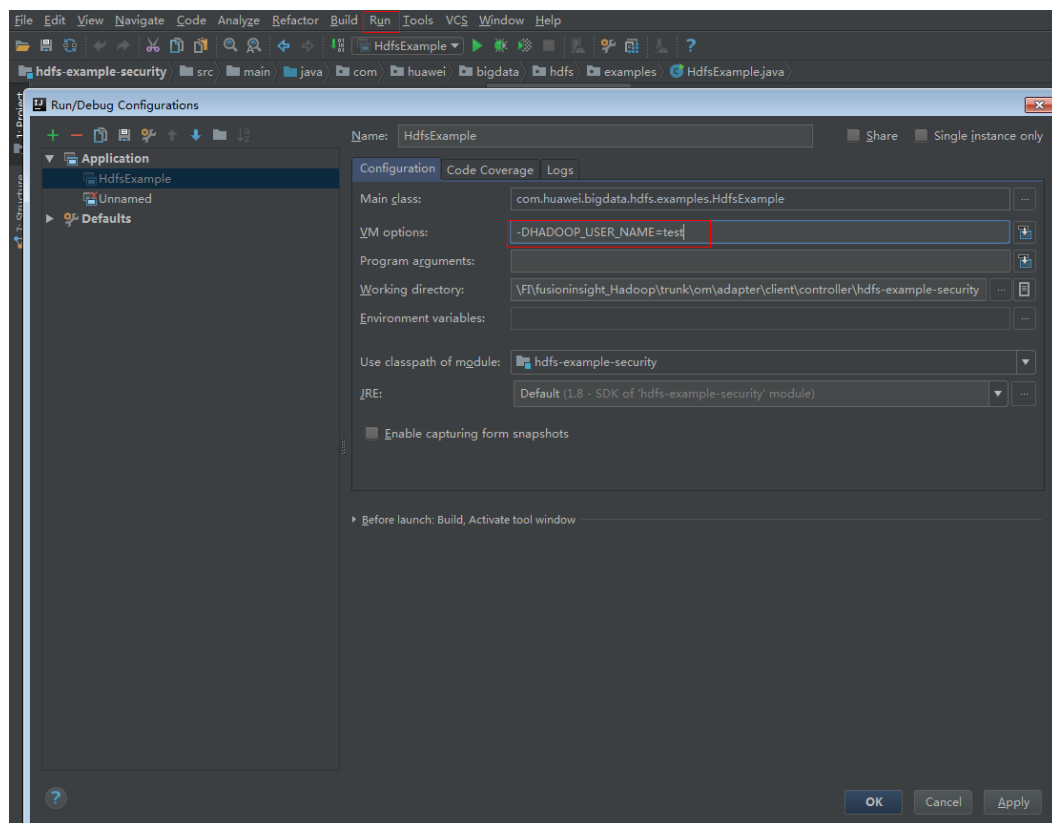 File Edit View Navigate Code Analyze Refactor Build Run Tools VCS Window Help
HdfsExample
hdfs-example-security src main java com huawei bigdata hdfs examples HdfsExample.java
1: Project
7: Structure
Run/Debug Configurations
Name: HdfsExample Share Single instance only
Application
HdfsExample
Unnamed
Defaults
Configuration Code Coverage Logs
Main class: com.huawei.bigdata.hdfs.examples.HdfsExample ...
VM options: -DHADOOP_USER_NAME=test
Program arguments:
Working directory: \FI\fusioninsight_Hadoop\trunk\om\adapter\client\controller\hdfs-example-security ...
Environment variables: ...
Use classpath of module: hdfs-example-security
JRE: Default (1.8 - SDK of 'hdfs-example-security' module) ...
Enable capturing form snapshots
Before launch: Build, Activate tool window
? OK Cancel Apply